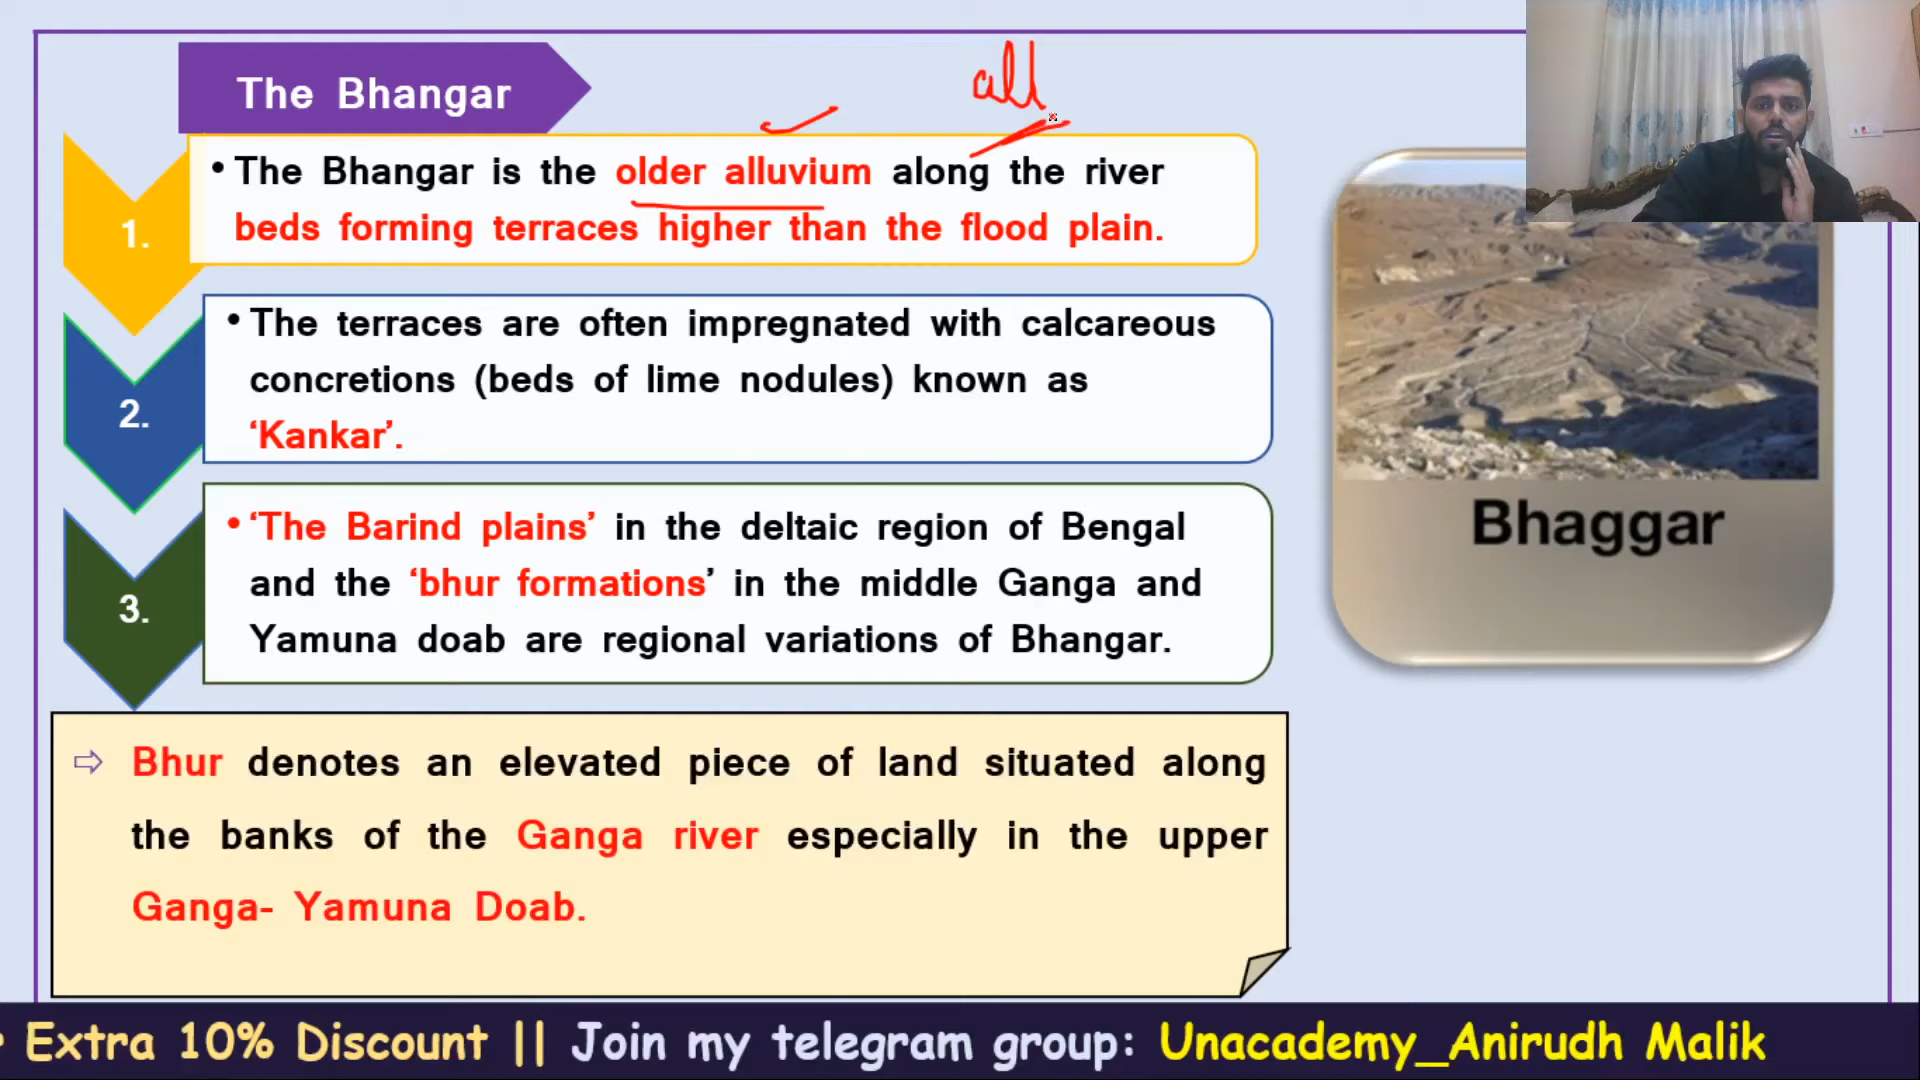 The Bhangar
all
1.
• The Bhangar is the older alluvium along the river
beds forming terraces higher than the flood plain.
2.
• The terraces are often impregnated with calcareous
concretions (beds of lime nodules) known as
‘Kankar’.
3.
• ‘The Barind plains’ in the deltaic region of Bengal
and the ‘bhur formations’ in the middle Ganga and
Yamuna doab are regional variations of Bhangar.
Bhaggar
⇨ Bhur denotes an elevated piece of land situated along
the banks of the Ganga river especially in the upper
Ganga- Yamuna Doab.
Extra 10% Discount || Join my telegram group: Unacademy_Anirudh Malik